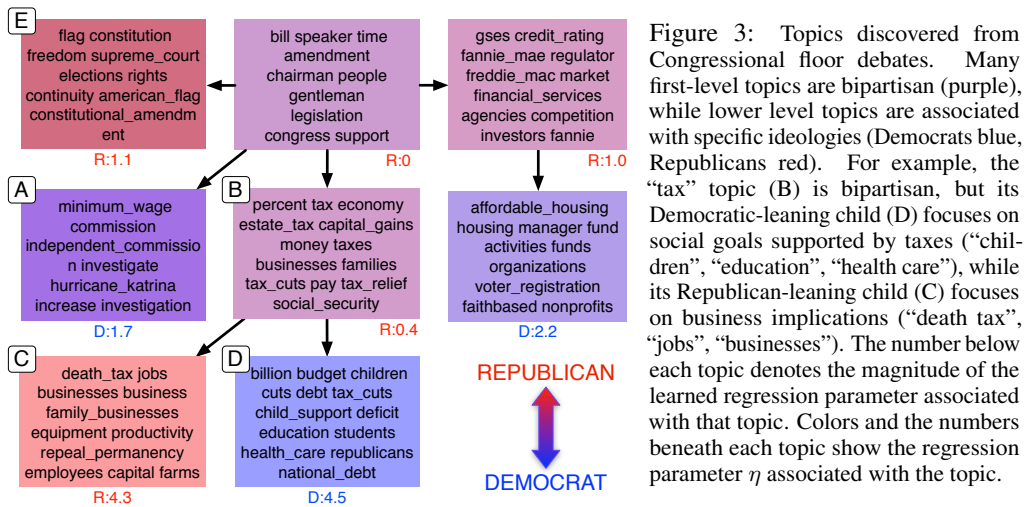 E
flag constitution
freedom supreme_court
elections rights
continuity american_flag
constitutional_amendm
ent
R:1.1
bill speaker time
amendment
chairman people
gentleman
legislation
congress support
R:0
gses credit_rating
fannie_mae regulator
freddie_mac market
financial_services
agencies competition
investors fannie
R:1.0
A
minimum_wage
commission
independent_commissio
n investigate
hurricane_katrina
increase investigation
D:1.7
B
percent tax economy
estate_tax capital_gains
money taxes
businesses families
tax_cuts pay tax_relief
social_security
R:0.4
affordable_housing
housing manager fund
activities funds
organizations
voter_registration
faithbased nonprofits
D:2.2
C
death_tax jobs
businesses business
family_businesses
equipment productivity
repeal_permanency
employees capital farms
R:4.3
D
billion budget children
cuts debt tax_cuts
child_support deficit
education students
health_care republicans
national_debt
D:4.5
REPUBLICAN
DEMOCRAT
Figure 3: Topics discovered from
Congressional floor debates. Many
first-level topics are bipartisan (purple),
while lower level topics are associated
with specific ideologies (Democrats blue,
Republicans red). For example, the
“tax” topic (B) is bipartisan, but its
Democratic-leaning child (D) focuses on
social goals supported by taxes (“chil-
dren”, “education”, “health care”), while
its Republican-leaning child (C) focuses
on business implications (“death tax”,
“jobs”, “businesses”). The number below
each topic denotes the magnitude of the
learned regression parameter associated
with that topic. Colors and the numbers
beneath each topic show the regression
parameter η associated with the topic.